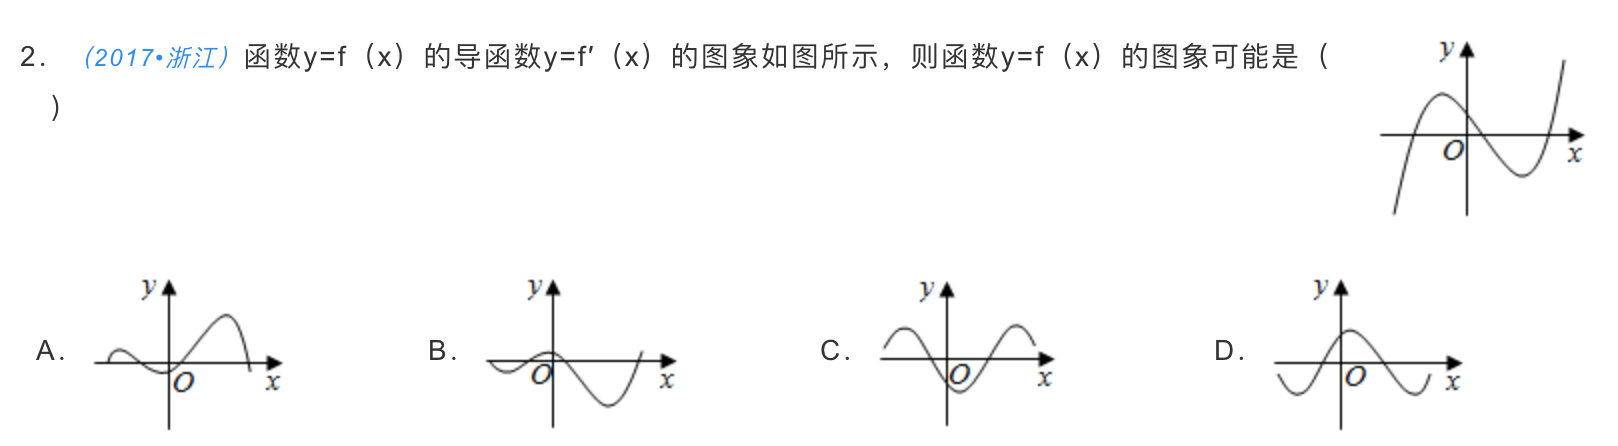 2. （2017•浙江）函数y=f（x）的导函数y=f′（x）的图象如图所示，则函数y=f（x）的图象可能是（
）
y
O
x
A.
y
O
x
B.
y
O
x
C.
y
O
x
D.
y
O
x